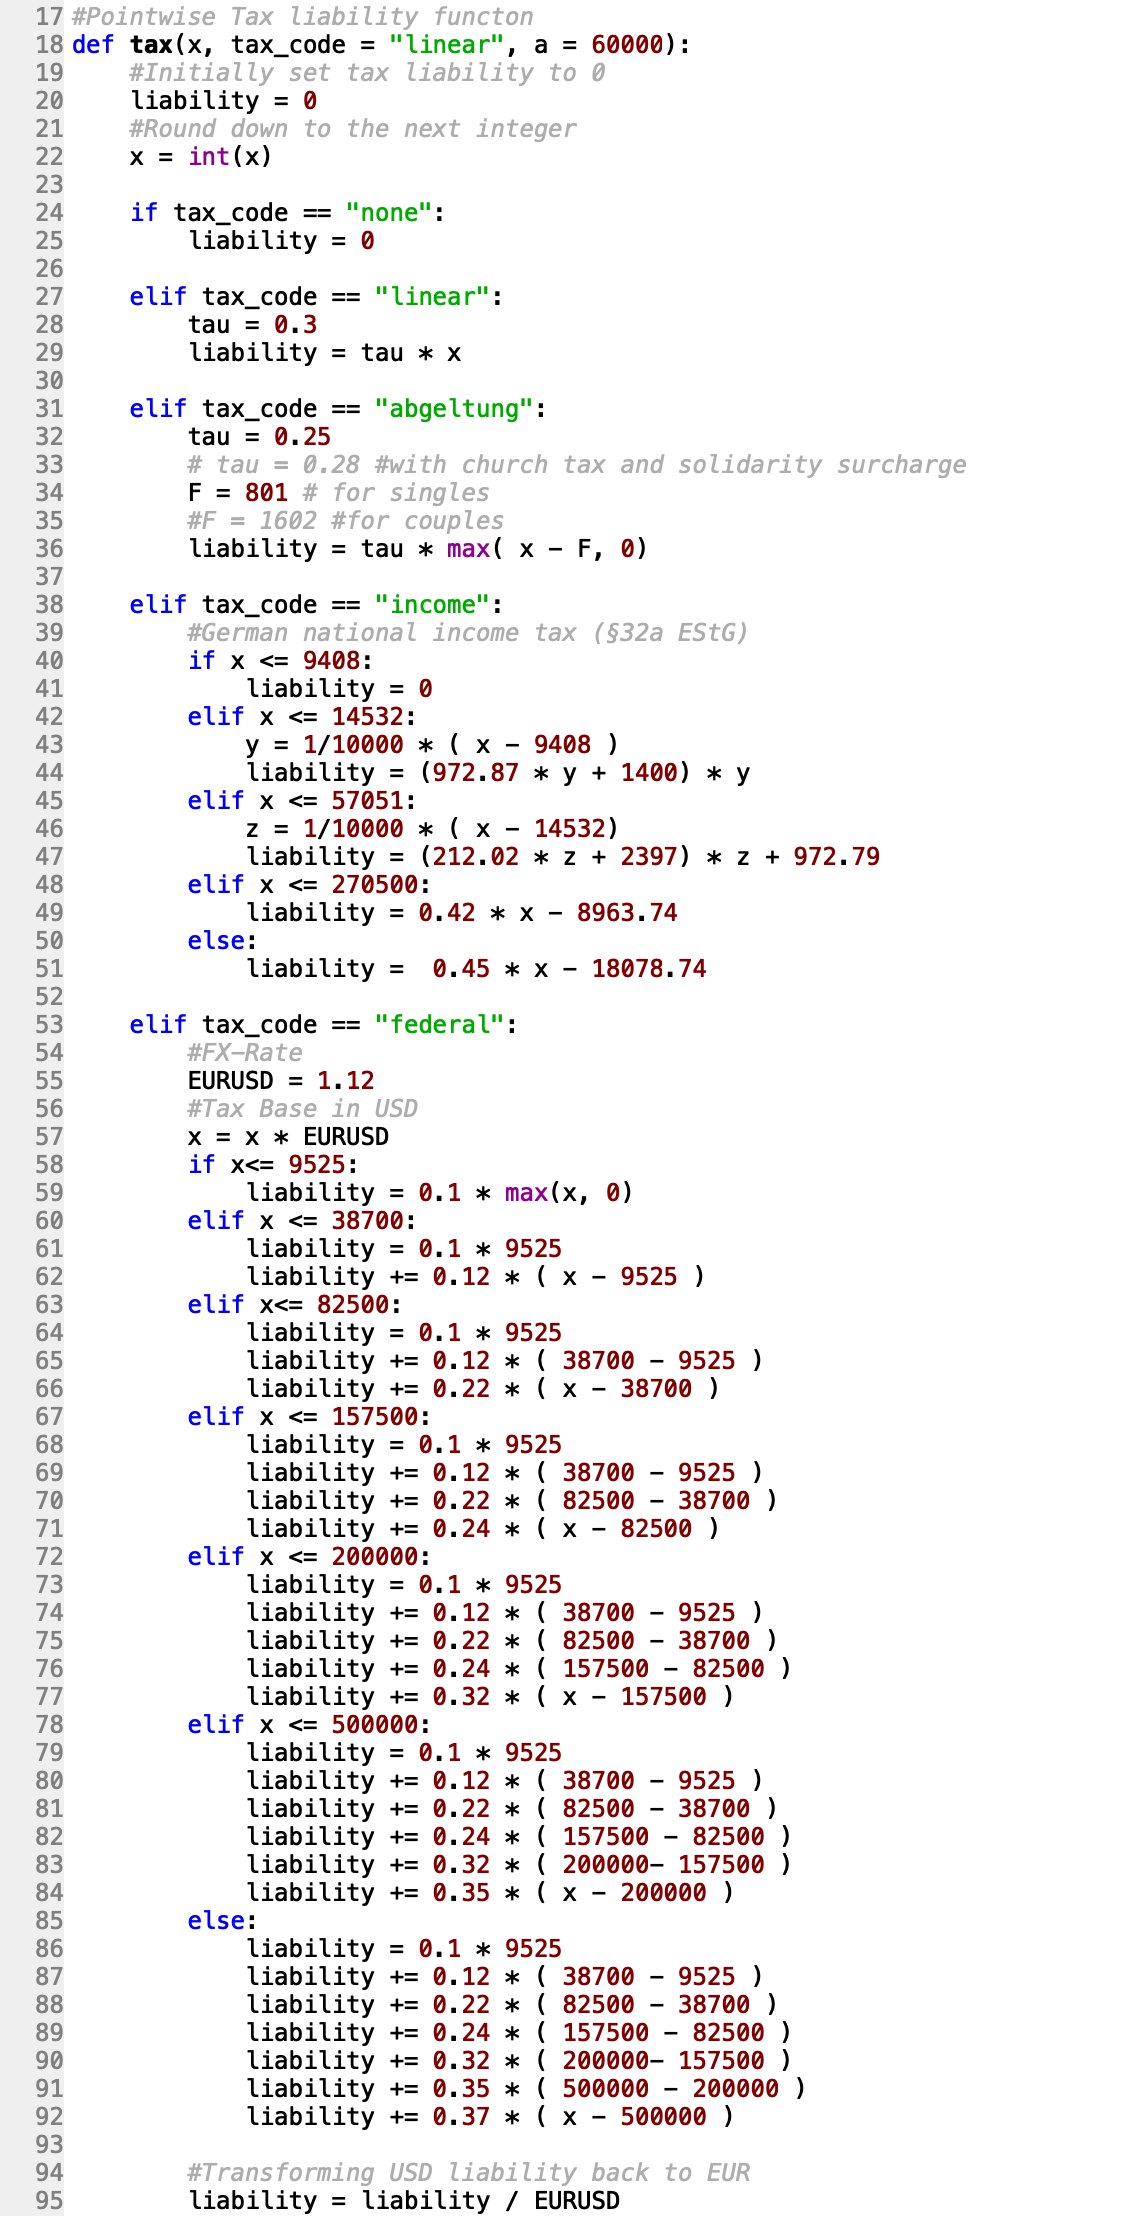 17 #Pointwise Tax liability functon
18 def tax(x, tax_code = "linear", a = 60000):
19     #Initially set tax liability to 0
20     liability = 0
21     #Round down to the next integer
22     x = int(x)
23
24     if tax_code == "none":
25         liability = 0
26
27     elif tax_code == "linear":
28         tau = 0.3
29         liability = tau * x
30
31     elif tax_code == "abgeltung":
32         tau = 0.25
33         # tau = 0.28 #with church tax and solidarity surcharge
34         F = 801 # for singles
35         #F = 1602 #for couples
36         liability = tau * max( x - F, 0)
37
38     elif tax_code == "income":
39         #German national income tax (§32a EStG)
40         if x <= 9408:
41             liability = 0
42         elif x <= 14532:
43             y = 1/10000 * ( x - 9408 )
44             liability = (972.87 * y + 1400) * y
45         elif x <= 57051:
46             z = 1/10000 * ( x - 14532)
47             liability = (212.02 * z + 2397) * z + 972.79
48         elif x <= 270500:
49             liability = 0.42 * x - 8963.74
50         else:
51             liability =  0.45 * x - 18078.74
52
53     elif tax_code == "federal":
54         #FX-Rate
55         EURUSD = 1.12
56         #Tax Base in USD
57         x = x * EURUSD
58         if x<= 9525:
59             liability = 0.1 * max(x, 0)
60         elif x <= 38700:
61             liability = 0.1 * 9525
62             liability += 0.12 * ( x - 9525 )
63         elif x<= 82500:
64             liability = 0.1 * 9525
65             liability += 0.12 * ( 38700 - 9525 )
66             liability += 0.22 * ( x - 38700 )
67         elif x <= 157500:
68             liability = 0.1 * 9525
69             liability += 0.12 * ( 38700 - 9525 )
70             liability += 0.22 * ( 82500 - 38700 )
71             liability += 0.24 * ( x - 82500 )
72         elif x <= 200000:
73             liability = 0.1 * 9525
74             liability += 0.12 * ( 38700 - 9525 )
75             liability += 0.22 * ( 82500 - 38700 )
76             liability += 0.24 * ( 157500 - 82500 )
77             liability += 0.32 * ( x - 157500 )
78         elif x <= 500000:
79             liability = 0.1 * 9525
80             liability += 0.12 * ( 38700 - 9525 )
81             liability += 0.22 * ( 82500 - 38700 )
82             liability += 0.24 * ( 157500 - 82500 )
83             liability += 0.32 * ( 200000- 157500 )
84             liability += 0.35 * ( x - 200000 )
85         else:
86             liability = 0.1 * 9525
87             liability += 0.12 * ( 38700 - 9525 )
88             liability += 0.22 * ( 82500 - 38700 )
89             liability += 0.24 * ( 157500 - 82500 )
90             liability += 0.32 * ( 200000- 157500 )
91             liability += 0.35 * ( 500000 - 200000 )
92             liability += 0.37 * ( x - 500000 )
93
94         #Transforming USD liability back to EUR
95         liability = liability / EURUSD